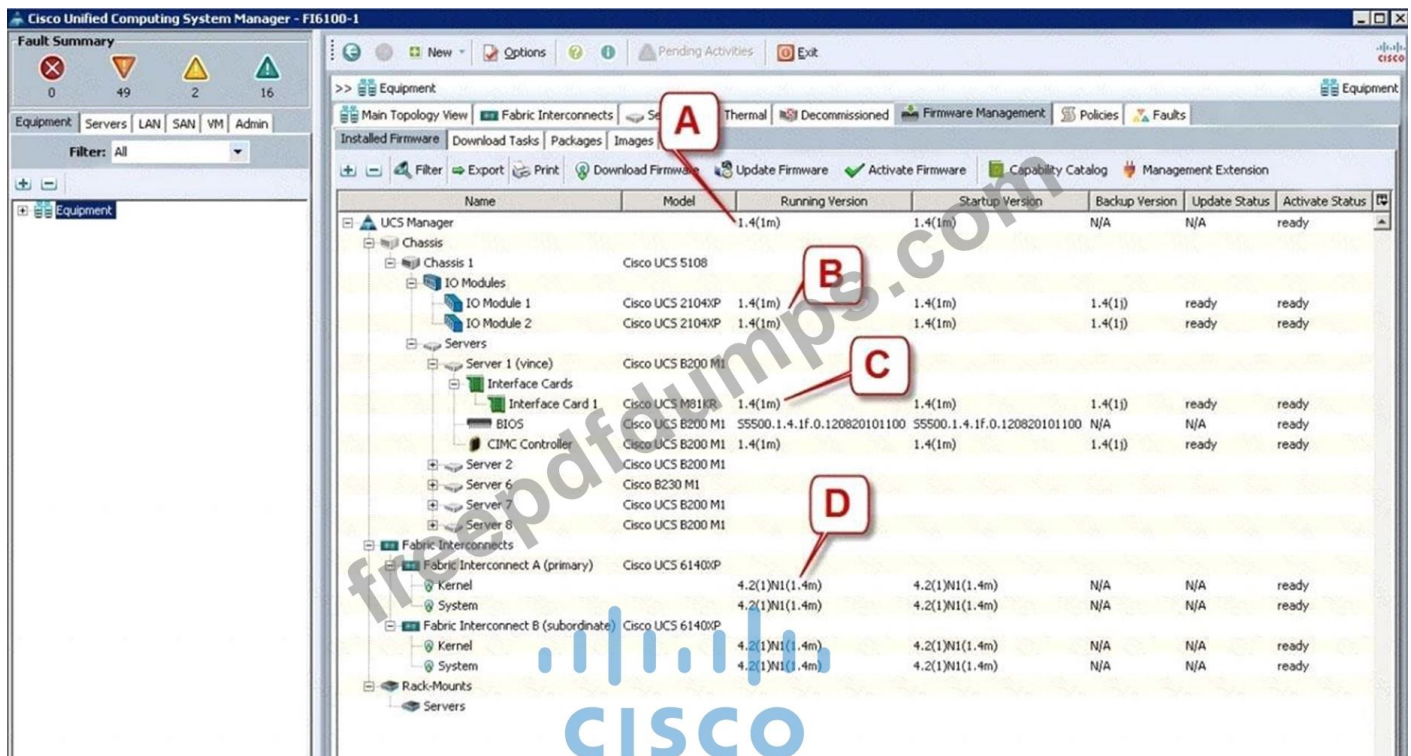 Cisco Unified Computing System Manager - FI6100-1
Fault Summary
0 49 2 16
New Options Pending Activities Exit
CISCO
>> Equipment Equipment
Equipment Servers LAN SAN VM Admin
Filter: All
Equipment
Main Topology View Fabric Interconnects Se Thermal Decommissioned Firmware Management Policies Faults
Installed Firmware Download Tasks Packages Images
Filter Export Print Download Firmware Update Firmware Activate Firmware Capability Catalog Management Extension
Name Model Running Version Startup Version Backup Version Update Status Activate Status
UCS Manager 1.4(1m) 1.4(1m) N/A N/A ready
Chassis
Chassis 1 Cisco UCS 5108
IO Modules
IO Module 1 Cisco UCS 2104XP 1.4(1m) 1.4(1m) 1.4(1j) ready ready
IO Module 2 Cisco UCS 2104XP 1.4(1m) 1.4(1m) 1.4(1j) ready ready
Servers
Server 1 (vince) Cisco UCS B200 M1
Interface Cards
Interface Card 1 Cisco UCS M81KR 1.4(1m) 1.4(1m) 1.4(1j) ready ready
BIOS Cisco UCS B200 M1 S5500.1.4.1f.0.120820101100 S5500.1.4.1f.0.120820101100 N/A N/A ready
CIMC Controller Cisco UCS B200 M1 1.4(1m) 1.4(1m) 1.4(1j) ready ready
Server 2 Cisco UCS B200 M1
Server 6 Cisco B230 M1
Server 7 Cisco UCS B200 M1
Server 8 Cisco UCS B200 M1
Fabric Interconnects
Fabric Interconnect A (primary) Cisco UCS 6140XP
Kernel 4.2(1)N1(1.4m) 4.2(1)N1(1.4m) N/A N/A ready
System 4.2(1)N1(1.4m) 4.2(1)N1(1.4m) N/A N/A ready
Fabric Interconnect B (subordinate) Cisco UCS 6140XP
Kernel 4.2(1)N1(1.4m) 4.2(1)N1(1.4m) N/A N/A ready
System 4.2(1)N1(1.4m) 4.2(1)N1(1.4m) N/A N/A ready
Rack-Mounts
Servers
A
B
C
D
freepdfdumps.com
CISCO